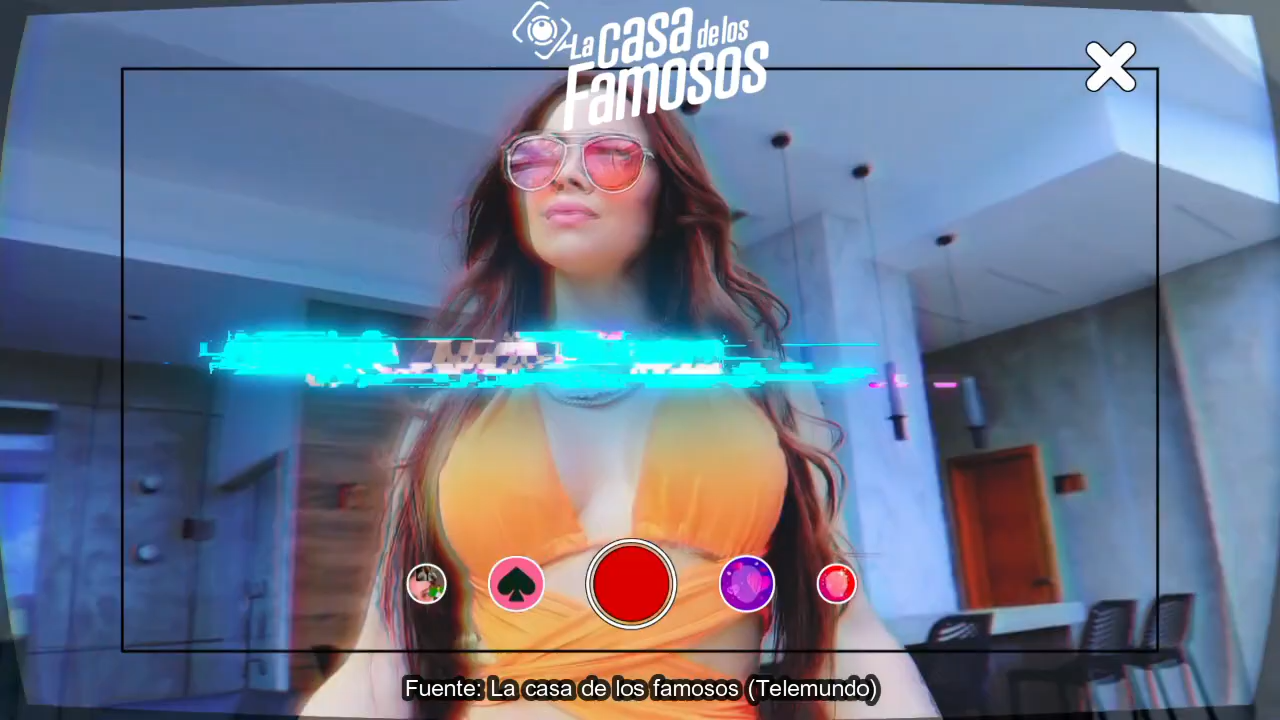 La casa de los
Famosos
Fuente: La casa de los famosos (Telemundo)